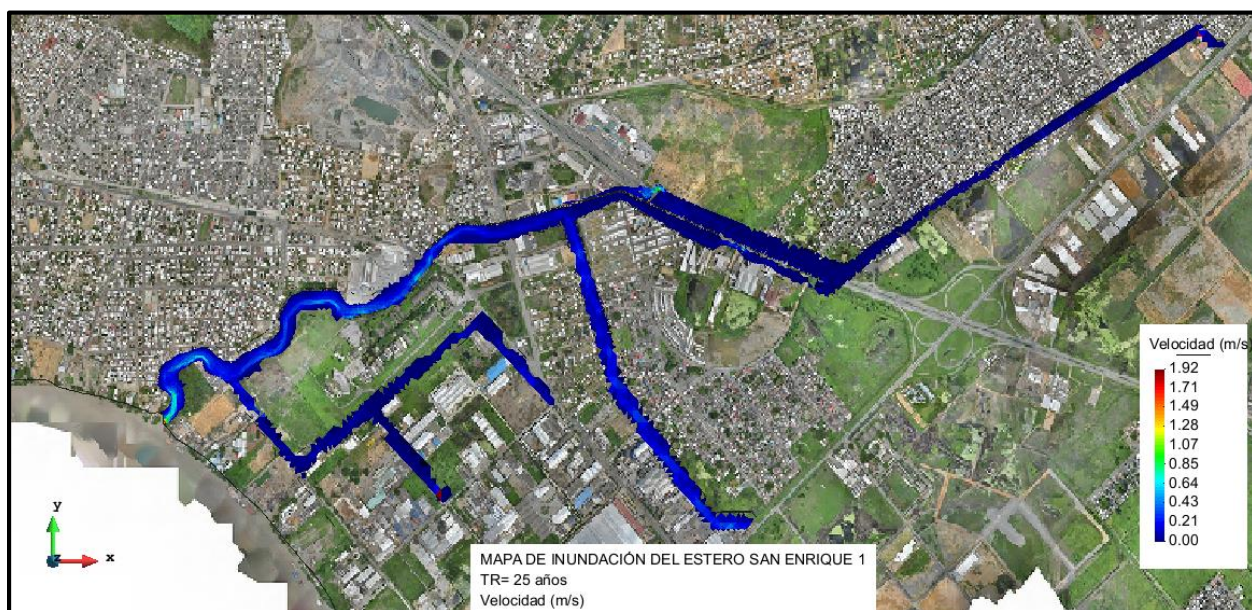 Velocidad (m/s)
1.92
1.71
1.49
1.28
1.07
0.85
0.64
0.43
0.21
0.00
y
x
MAPA DE INUNDACIÓN DEL ESTERO SAN ENRIQUE 1
TR= 25 años
Velocidad (m/s)